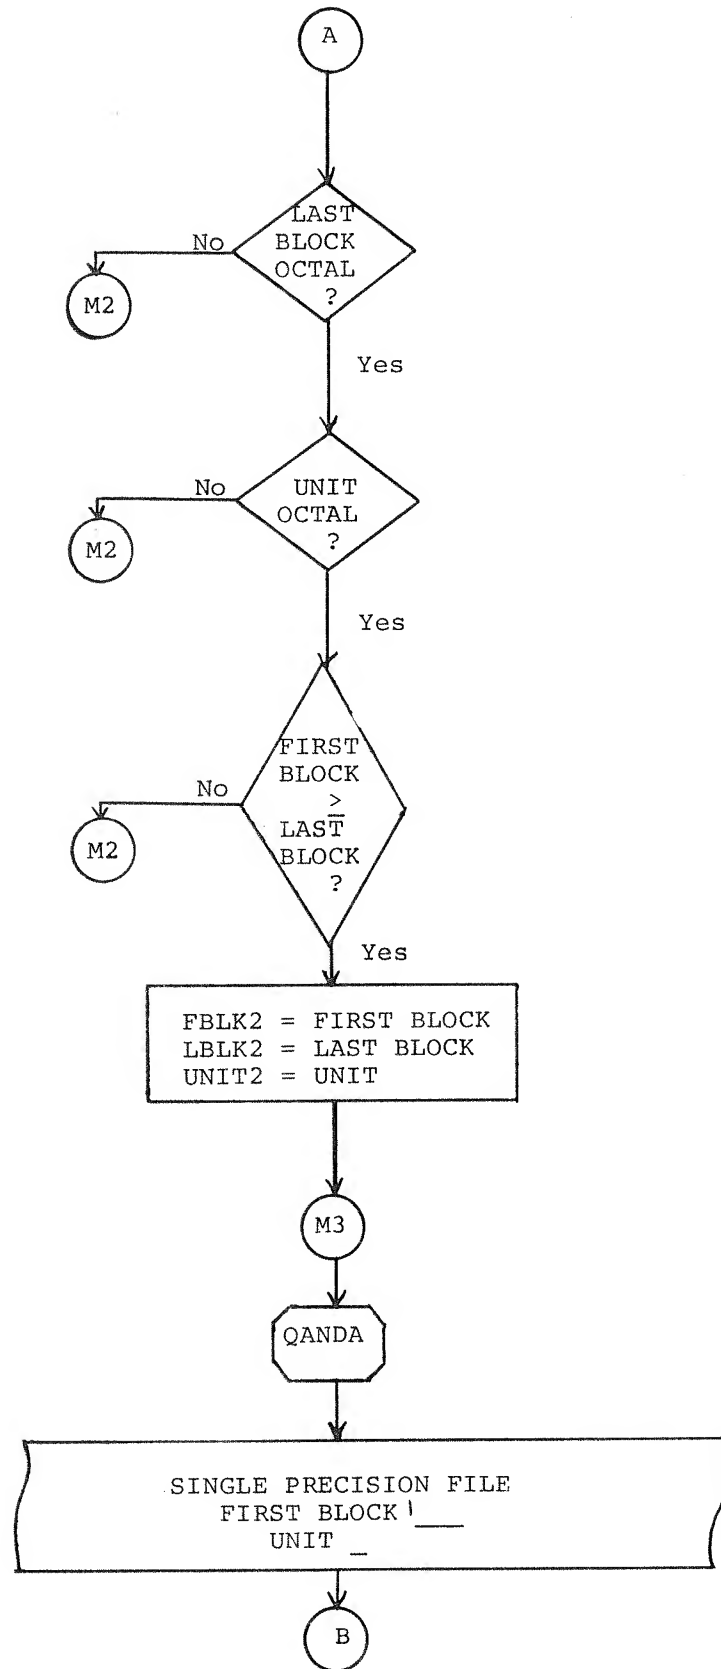 A
LAST
BLOCK
OCTAL
?
No
M2
Yes
UNIT
OCTAL
?
No
M2
Yes
FIRST
BLOCK
≥
LAST
BLOCK
?
No
M2
Yes
FBLK2 = FIRST BLOCK
LBLK2 = LAST BLOCK
UNIT2 = UNIT
M3
QANDA
SINGLE PRECISION FILE
FIRST BLOCK ___
UNIT _
B